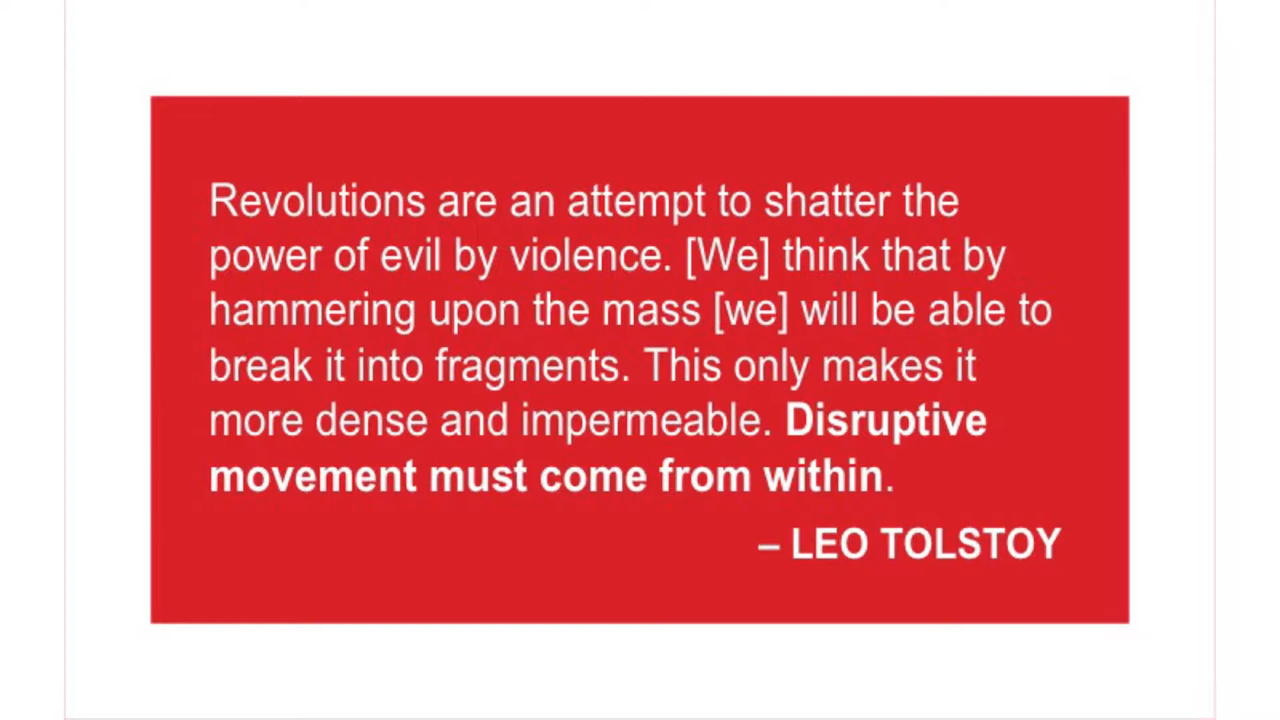 Revolutions are an attempt to shatter the
power of evil by violence. [We] think that by
hammering upon the mass [we] will be able to
break it into fragments. This only makes it
more dense and impermeable. Disruptive
movement must come from within.
– LEO TOLSTOY